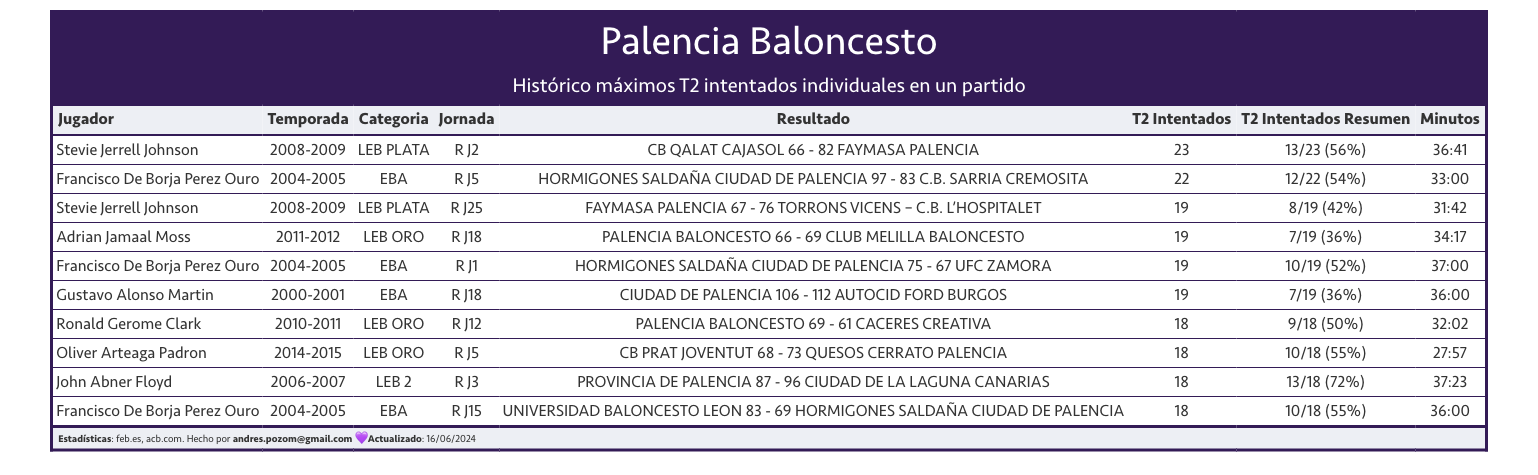 Palencia Baloncesto
Histórico máximos T2 intentados individuales en un partido
Jugador Temporada Categoria Jornada Resultado T2 Intentados T2 Intentados Resumen Minutos
Stevie Jerrell Johnson 2008-2009 LEB PLATA R J2 CB QALAT CAJASOL 66 - 82 FAYMASA PALENCIA 23 13/23 (56%) 36:41
Francisco De Borja Perez Ouro 2004-2005 EBA R J5 HORMIGONES SALDAÑA CIUDAD DE PALENCIA 97 - 83 C.B. SARRIA CREMOSITA 22 12/22 (54%) 33:00
Stevie Jerrell Johnson 2008-2009 LEB PLATA R J25 FAYMASA PALENCIA 67 - 76 TORRONS VICENS – C.B. L'HOSPITALET 19 8/19 (42%) 31:42
Adrian Jamaal Moss 2011-2012 LEB ORO R J18 PALENCIA BALONCESTO 66 - 69 CLUB MELILLA BALONCESTO 19 7/19 (36%) 34:17
Francisco De Borja Perez Ouro 2004-2005 EBA R J1 HORMIGONES SALDAÑA CIUDAD DE PALENCIA 75 - 67 UFC ZAMORA 19 10/19 (52%) 37:00
Gustavo Alonso Martin 2000-2001 EBA R J18 CIUDAD DE PALENCIA 106 - 112 AUTOCID FORD BURGOS 19 7/19 (36%) 36:00
Ronald Gerome Clark 2010-2011 LEB ORO R J12 PALENCIA BALONCESTO 69 - 61 CACERES CREATIVA 18 9/18 (50%) 32:02
Oliver Arteaga Padron 2014-2015 LEB ORO R J5 CB PRAT JOVENTUT 68 - 73 QUESOS CERRATO PALENCIA 18 10/18 (55%) 27:57
John Abner Floyd 2006-2007 LEB 2 R J3 PROVINCIA DE PALENCIA 87 - 96 CIUDAD DE LA LAGUNA CANARIAS 18 13/18 (72%) 37:23
Francisco De Borja Perez Ouro 2004-2005 EBA R J15 UNIVERSIDAD BALONCESTO LEON 83 - 69 HORMIGONES SALDAÑA CIUDAD DE PALENCIA 18 10/18 (55%) 36:00
Estadísticas: feb.es, acb.com. Hecho por andres.pozom@gmail.com 💜Actualizado: 16/06/2024